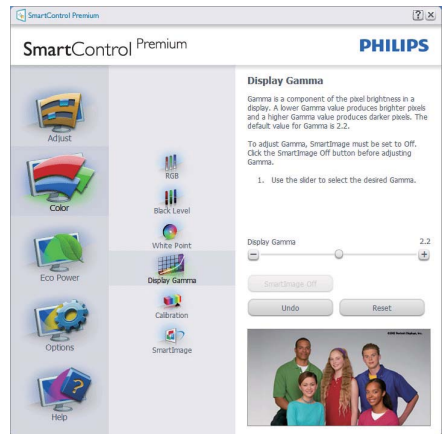 SmartControl Premium
SmartControl Premium
PHILIPS
Adjust
Color
Eco Power
Options
Help
RGB
Black Level
White Point
Display Gamma
Calibration
SmartImage
Display Gamma
Gamma is a component of the pixel brightness in a
display. A lower Gamma value produces brighter pixels
and a higher Gamma value produces darker pixels. The
default value for Gamma is 2.2.
To adjust Gamma, SmartImage must be set to Off.
Click the SmartImage Off button before adjusting
Gamma.
1. Use the slider to select the desired Gamma.
Display Gamma 2.2
SmartImage Off
Undo
Reset